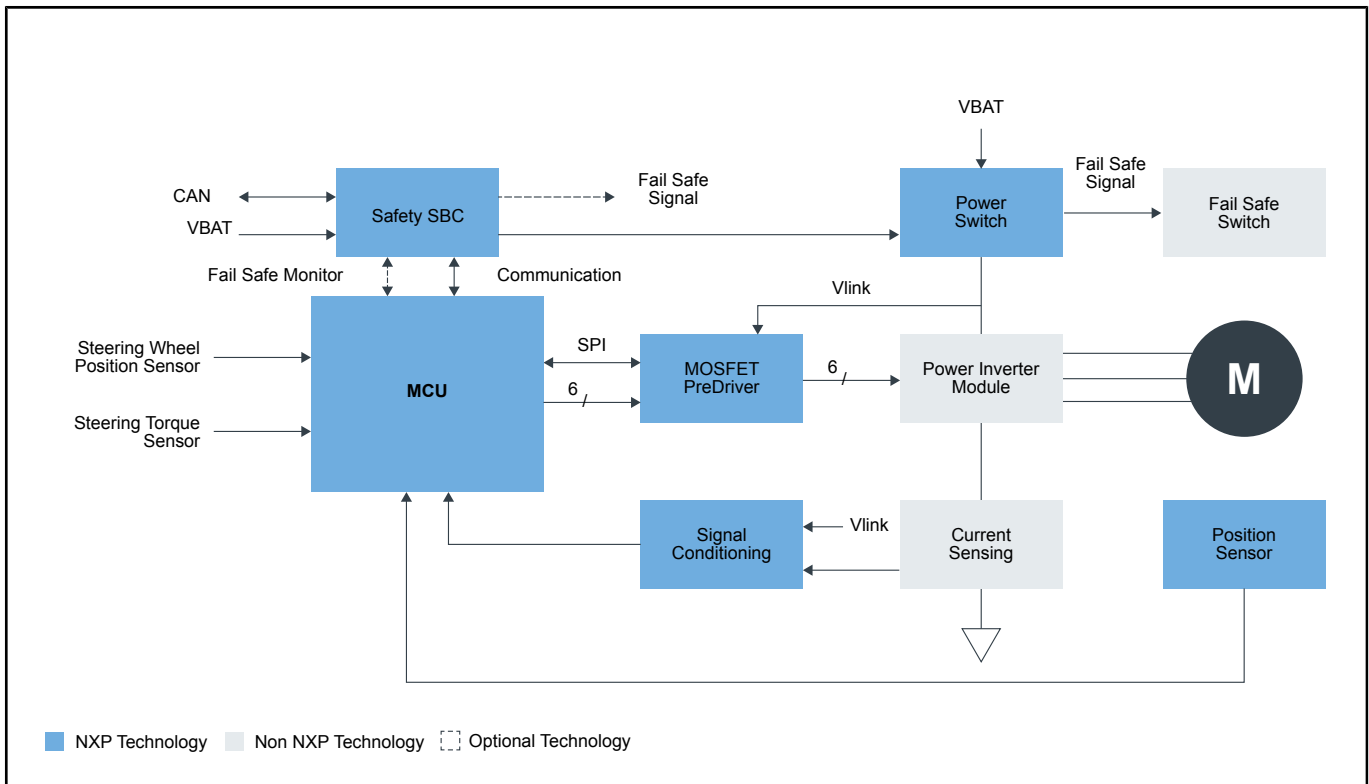 VBAT
CAN
VBAT
Safety SBC
Fail Safe
Signal
Power
Switch
Fail Safe
Signal
Fail Safe
Switch
Fail Safe Monitor
Communication
Vlink
Steering Wheel
Position Sensor
Steering Torque
Sensor
MCU
SPI
6
MOSFET
PreDriver
6
Power Inverter
Module
M
Signal
Conditioning
Vlink
Current
Sensing
Position
Sensor
NXP Technology
Non NXP Technology
Optional Technology